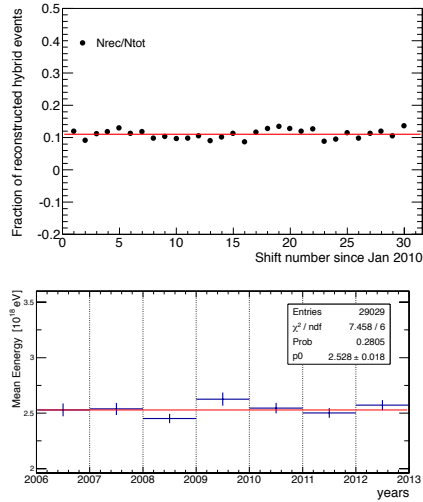 Fraction of reconstructed hybrid events
0.5
0.4
0.3
0.2
0.1
0
-0.1
-0.2
Nrec/Ntot
0 5 10 15 20 25 30
Shift number since Jan 2010
Mean Eenergy [10^18 eV]
3.5
3
2.5
2
Entries 29029
χ² / ndf 7.458 / 6
Prob 0.2805
p0 2.528 ± 0.018
2006 2007 2008 2009 2010 2011 2012 2013
years